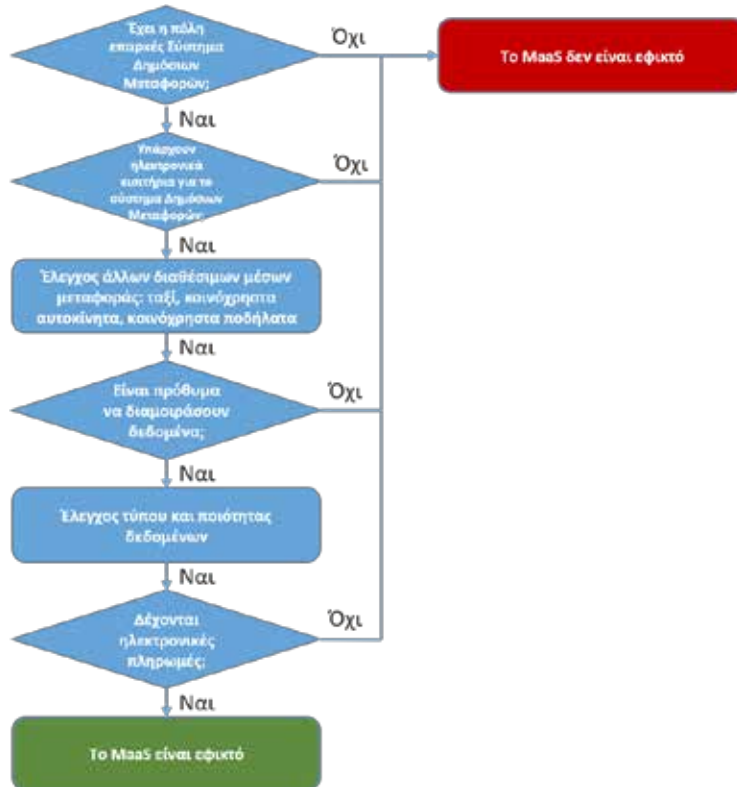 Έχει η πόλη
επαρκές Σύστημα
Δημόσιων
Μεταφορών;
Όχι
Το MaaS δεν είναι εφικτό
Ναι
Υπάρχουν
ηλεκτρονικά
εισιτήρια για το
σύστημα Δημόσιων
Μεταφορών;
Όχι
Ναι
Έλεγχος άλλων διαθέσιμων μέσων
μεταφοράς: ταξί, κοινόχρηστα
αυτοκίνητα, κοινόχρηστα ποδήλατα
Ναι
Είναι πρόθυμα
να διαμοιράσουν
δεδομένα;
Όχι
Ναι
Έλεγχος τύπου και ποιότητας
δεδομένων
Ναι
Δέχονται
ηλεκτρονικές
πληρωμές;
Όχι
Ναι
Το MaaS είναι εφικτό